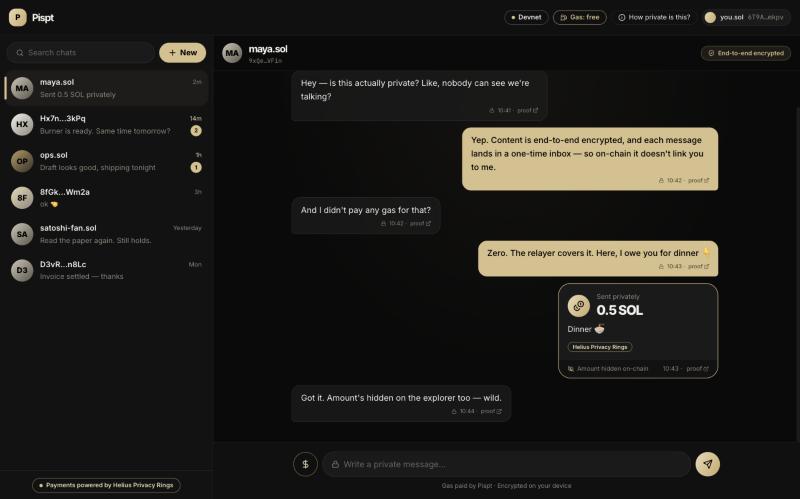 P Pispt
Devnet
Gas: free
How private is this?
you.sol 6T9A…mkpv
Search chats
New
MA maya.sol 2m
Sent 0.5 SOL privately
HX Hx7n...3kPq 14m
Burner is ready. Same time tomorrow? 2
OP ops.sol 1h
Draft looks good, shipping tonight 1
8F 8fGk...Wm2a 3h
ok 🤝
SA satoshi-fan.sol Yesterday
Read the paper again. Still holds.
D3 D3vR...n8Lc Mon
Invoice settled — thanks
Payments powered by Helius Privacy Rings
MA maya.sol
9xQe…VFin
End-to-end encrypted
Hey — is this actually private? Like, nobody can see we're
talking?
10:41 · proof
Yep. Content is end-to-end encrypted, and each message
lands in a one-time inbox — so on-chain it doesn't link you
to me.
10:42 · proof
And I didn't pay any gas for that?
10:42 · proof
Zero. The relayer covers it. Here, I owe you for dinner 👇
10:43 · proof
Sent privately
0.5 SOL
Dinner 🍜
Helius Privacy Rings
Amount hidden on-chain 10:43 · proof
Got it. Amount's hidden on the explorer too — wild.
10:44 · proof
$
Write a private message...
Gas paid by Pispt · Encrypted on your device